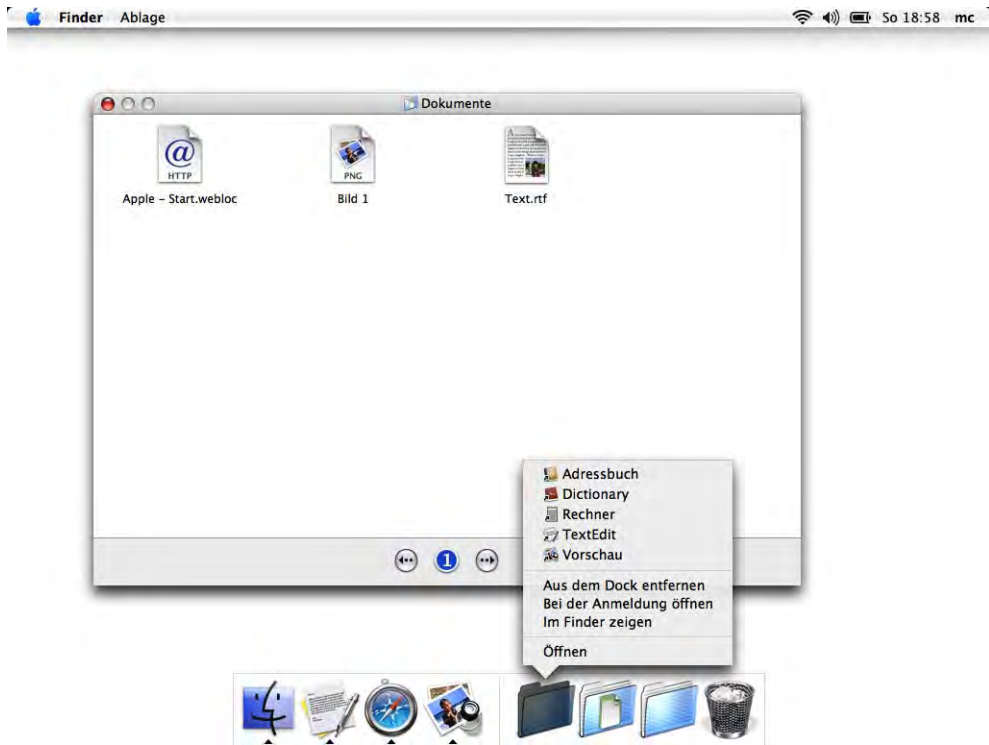 Finder Ablage So 18:58 mc
Dokumente
HTTP PNG
Apple – Start.webloc Bild 1 Text.rtf
Adressbuch
Dictionary
Rechner
TextEdit
Vorschau
1
Aus dem Dock entfernen
Bei der Anmeldung öffnen
Im Finder zeigen
Öffnen